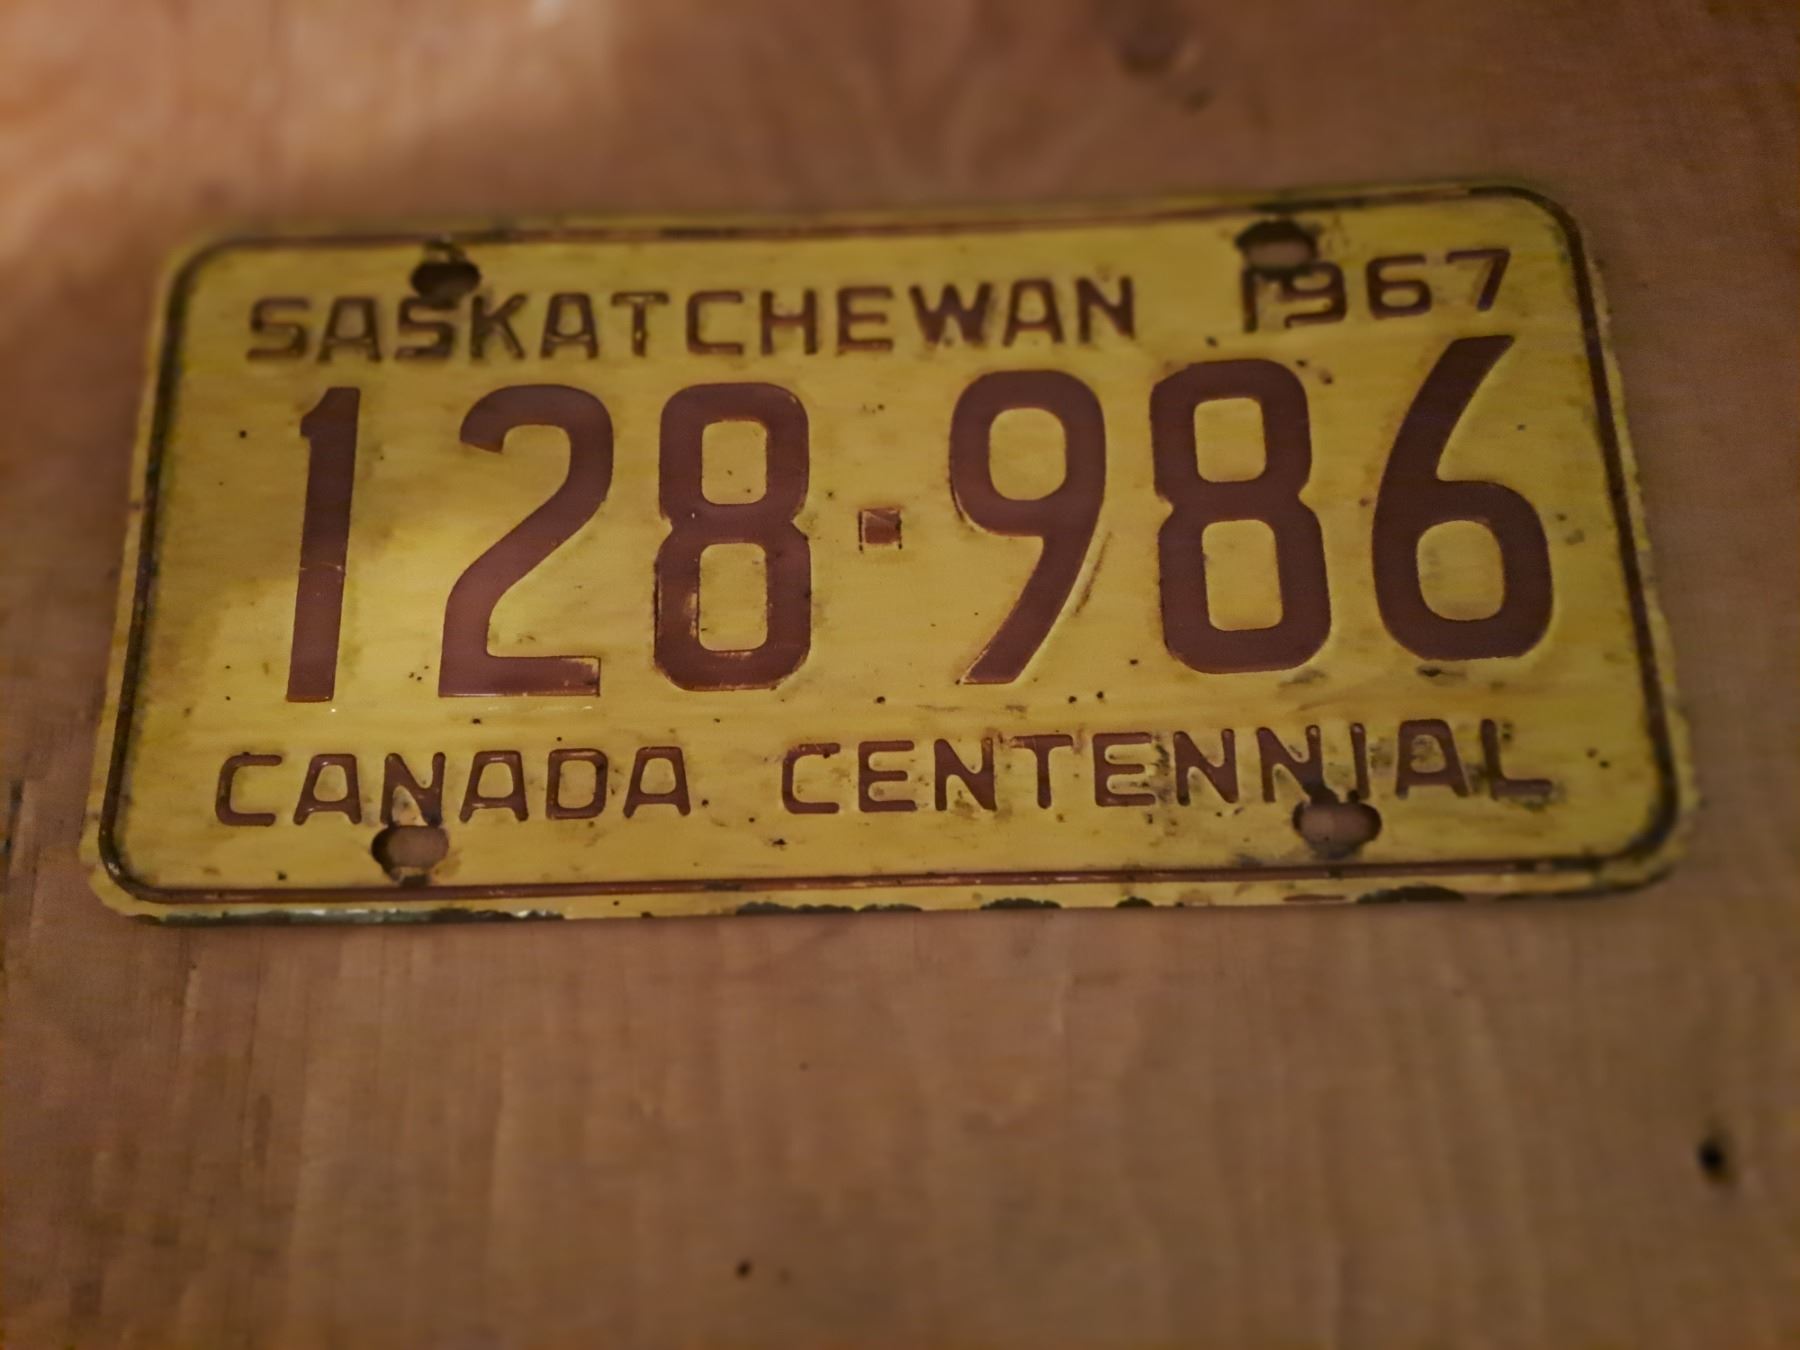 SASKATCHEWAN 1967
128·986
CANADA CENTENNIAL